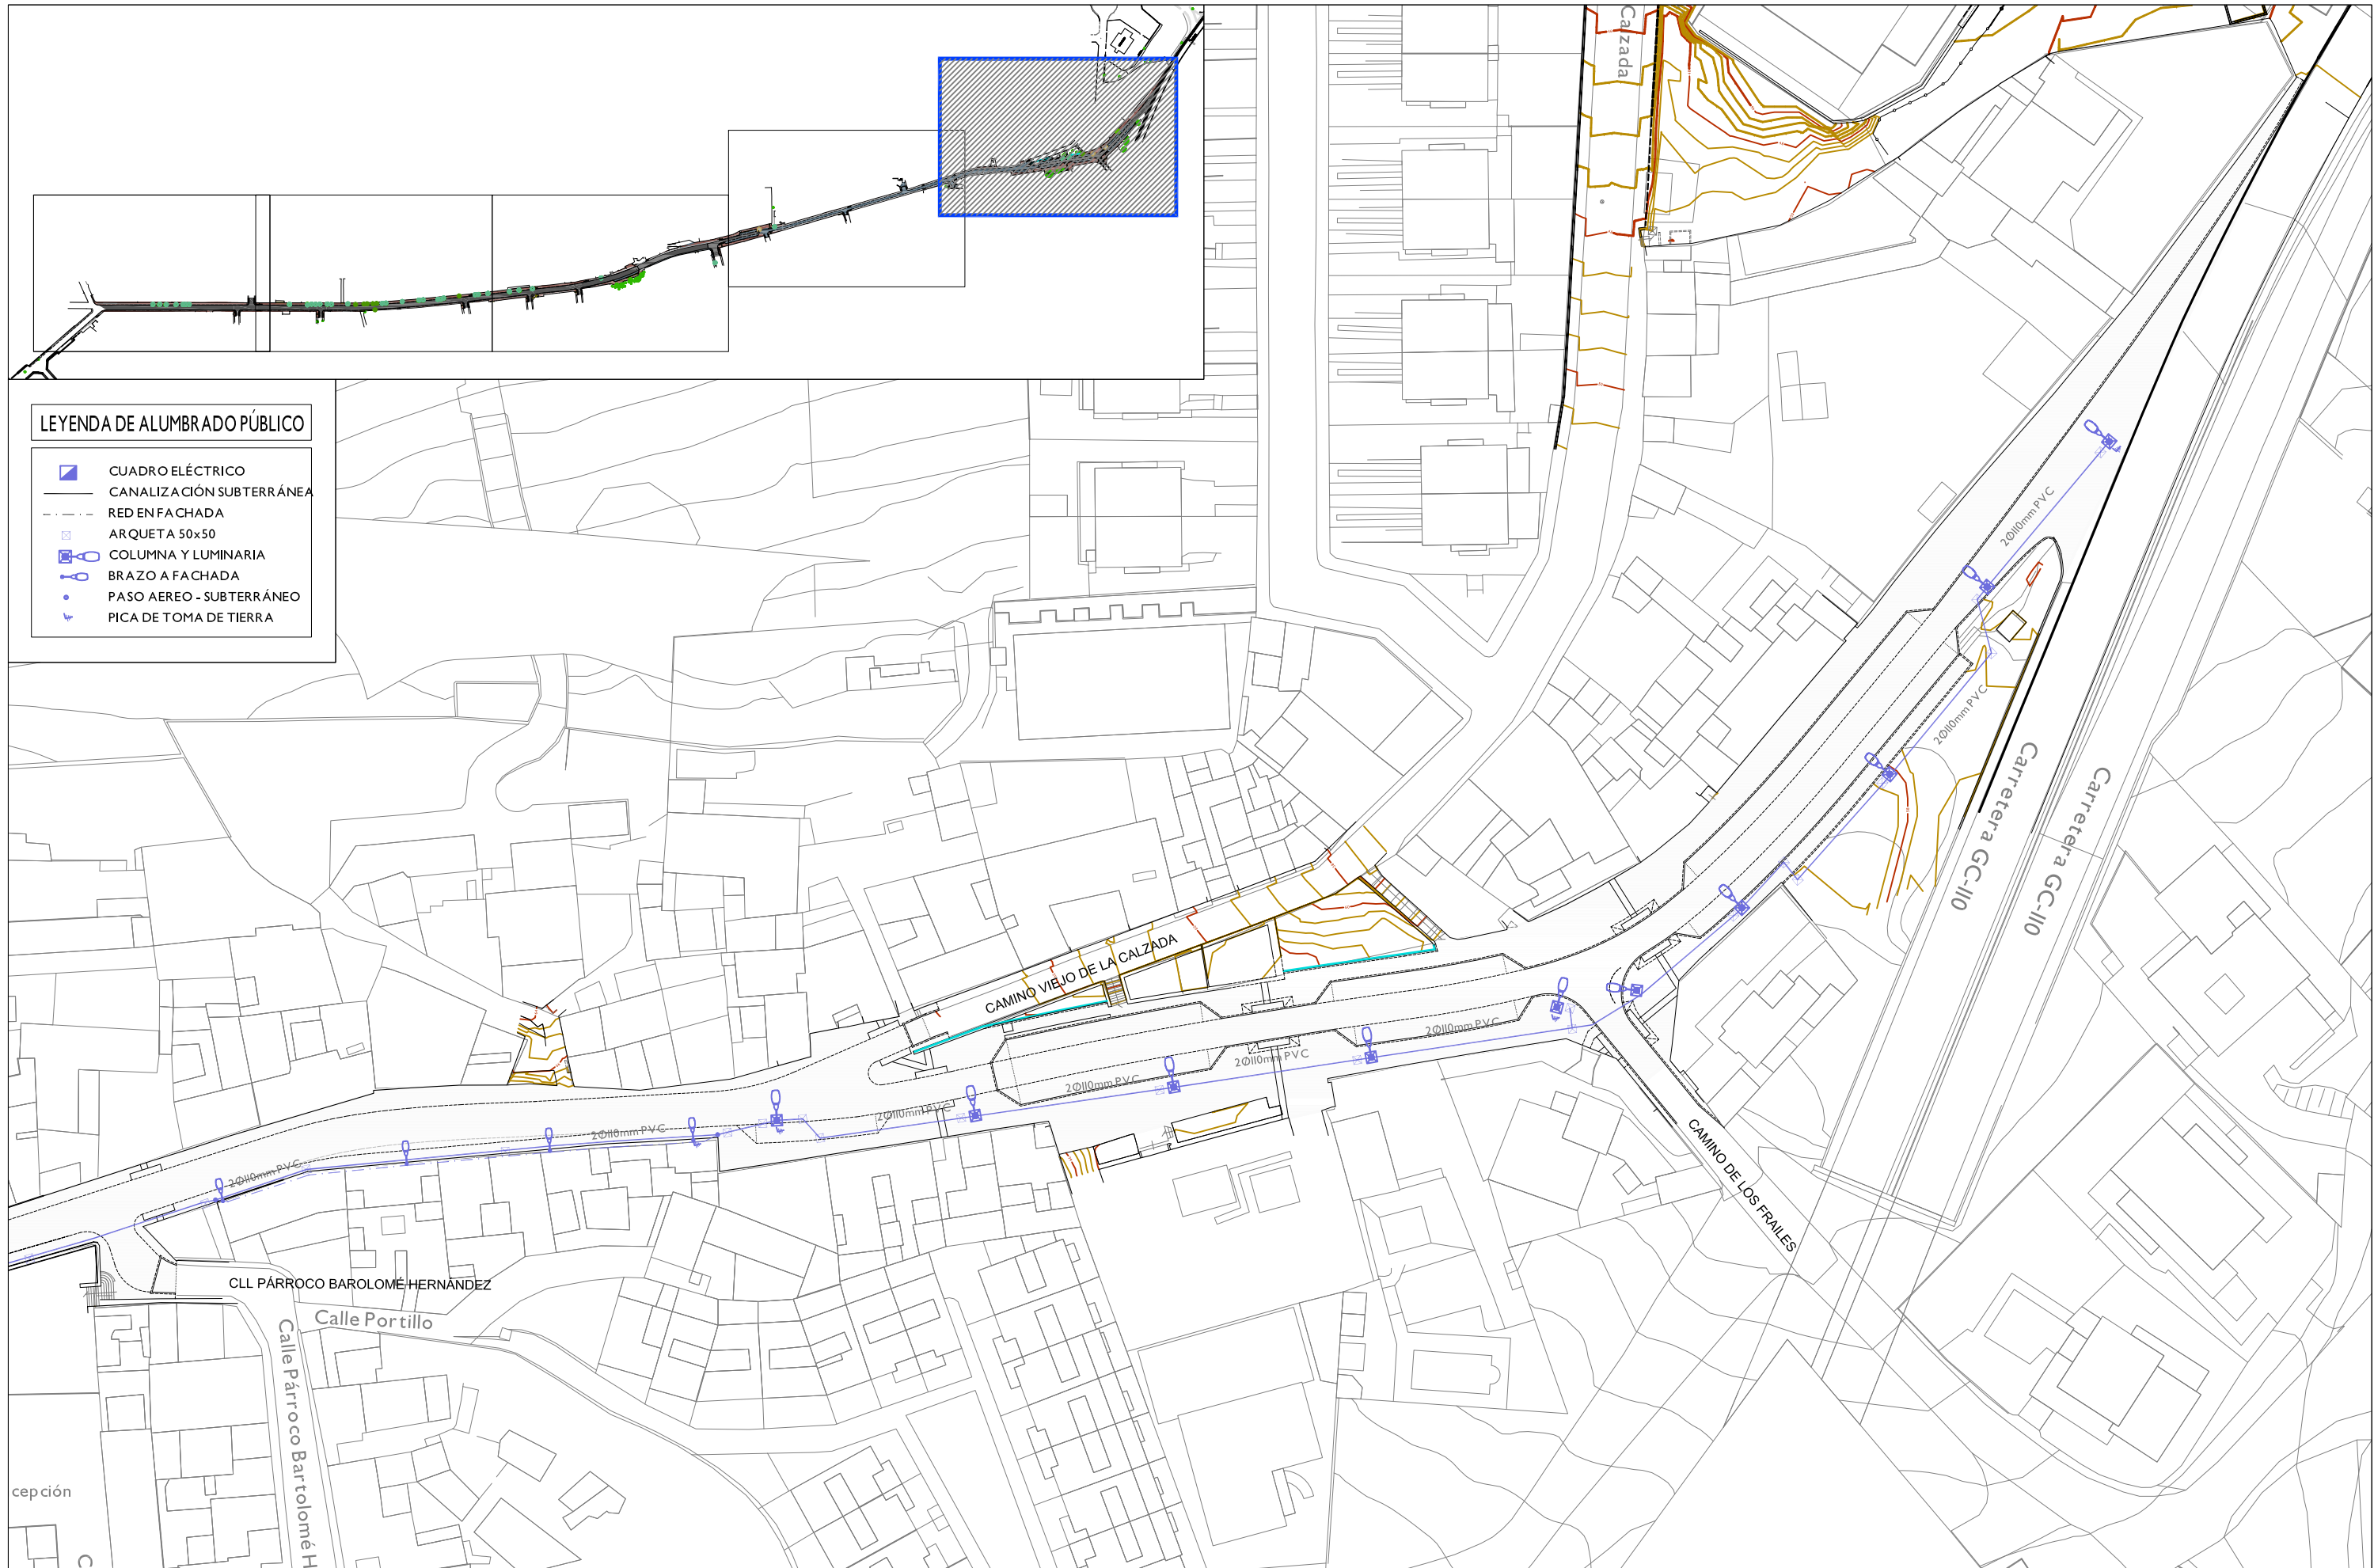 Calzada
LEYENDA DE ALUMBRADO PÚBLICO
CUADRO ELÉCTRICO
CANALIZACIÓN SUBTERRÁNEA
RED EN FACHADA
ARQUETA 50x50
COLUMNA Y LUMINARIA
BRAZO A FACHADA
PASO AEREO - SUBTERRÁNEO
PICA DE TOMA DE TIERRA
2Ø110mm PVC
2Ø110mm PVC
Carretera GC-110
Carretera GC-110
CAMINO VIEJO DE LA CALZADA
2Ø110mm PVC
2Ø110mm PVC
2Ø110mm PVC
2Ø110mm PVC
2Ø110mm PVC
2Ø110mm PVC
CAMINO DE LOS FRAILES
CLL PÁRROCO BAROLOMÉ HERNÁNDEZ
Calle Portillo
Calle Párroco Bartolomé H
cepción
C